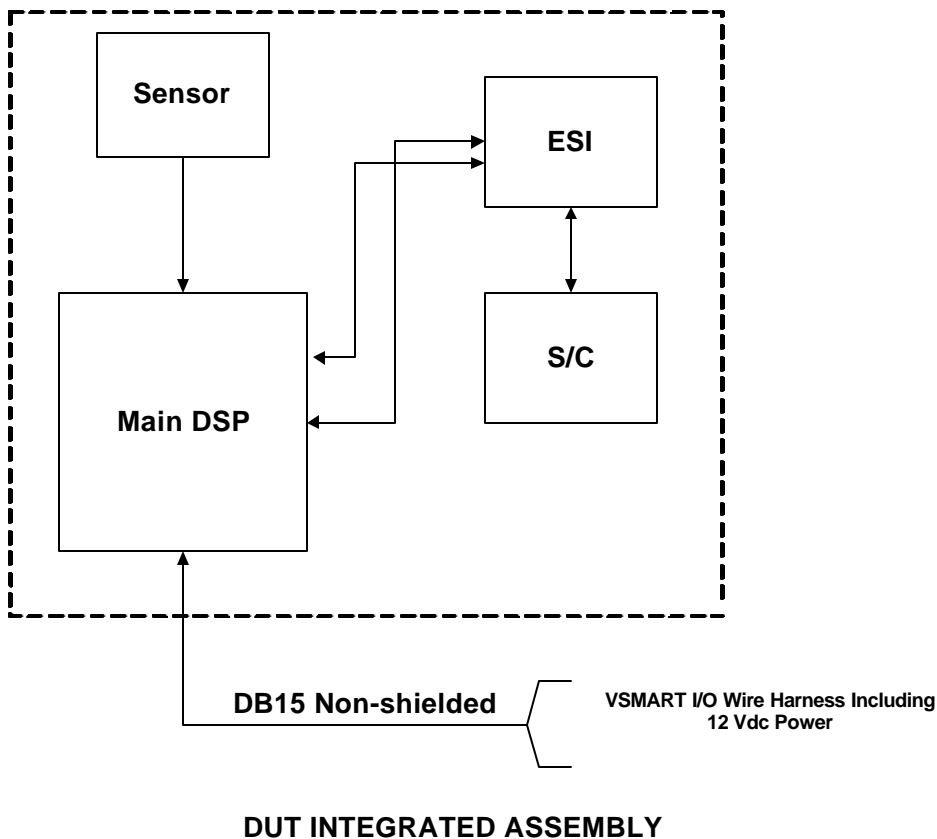 Sensor
ESI
S/C
Main DSP
DB15 Non-shielded
VSMART I/O Wire Harness Including
12 Vdc Power
DUT INTEGRATED ASSEMBLY